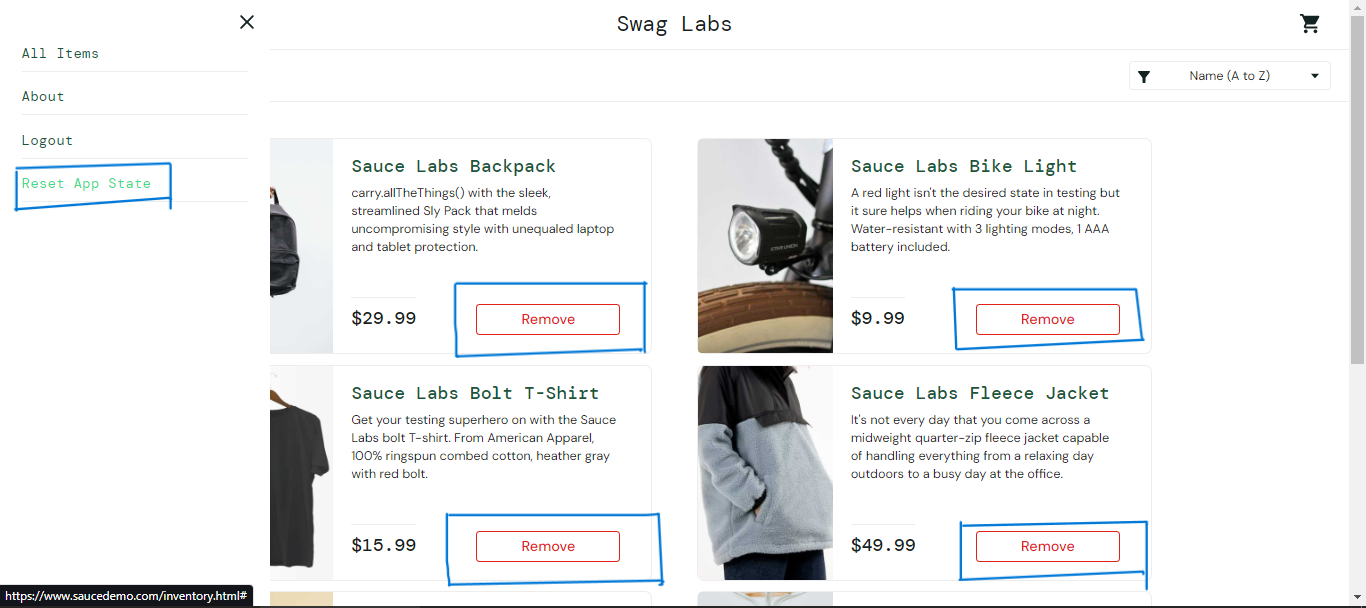 Swag Labs
All Items
About
Logout
Reset App State
Name (A to Z)
Sauce Labs Backpack
carry.allTheThings() with the sleek,
streamlined Sly Pack that melds
uncompromising style with unequaled laptop
and tablet protection.
$29.99
Remove
Sauce Labs Bike Light
A red light isn't the desired state in testing but
it sure helps when riding your bike at night.
Water-resistant with 3 lighting modes, 1 AAA
battery included.
$9.99
Remove
Sauce Labs Bolt T-Shirt
Get your testing superhero on with the Sauce
Labs bolt T-shirt. From American Apparel,
100% ringspun combed cotton, heather gray
with red bolt.
$15.99
Remove
Sauce Labs Fleece Jacket
It's not every day that you come across a
midweight quarter-zip fleece jacket capable
of handling everything from a relaxing day
outdoors to a busy day at the office.
$49.99
Remove
https://www.saucedemo.com/inventory.html#